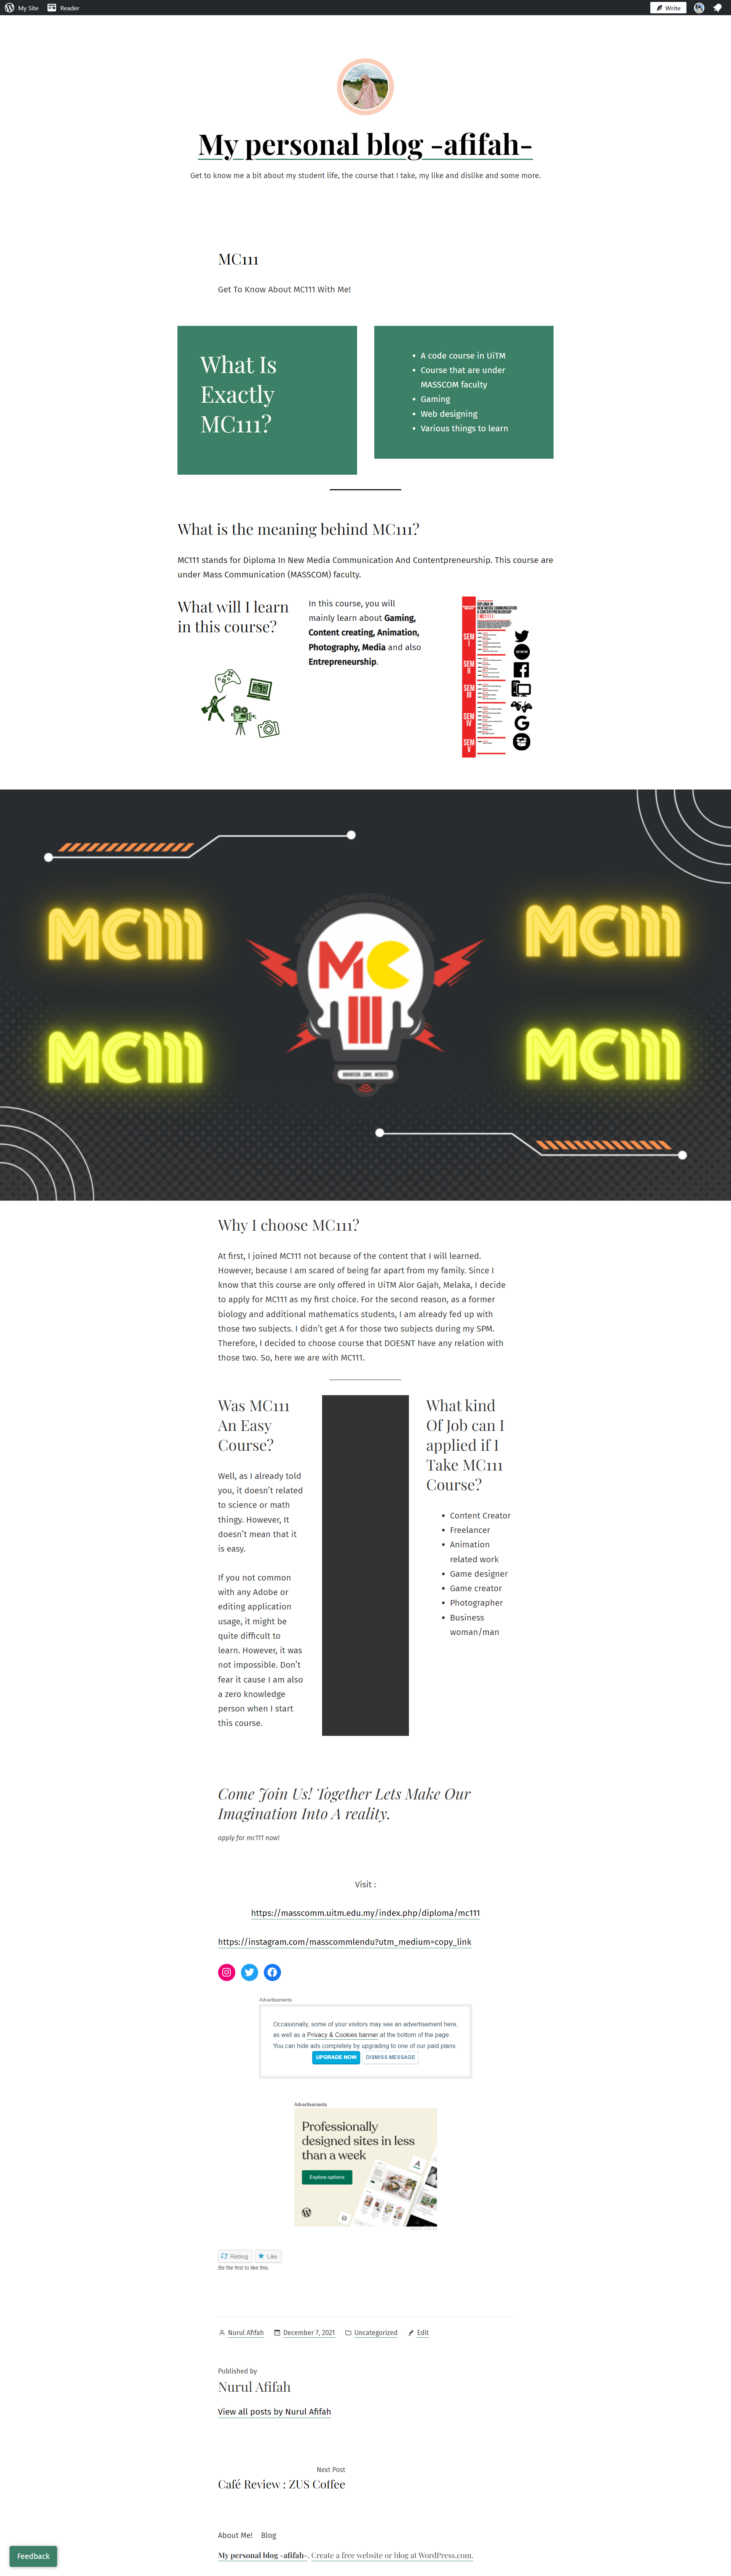 My Site
Reader
Write
My personal blog -afifah-
Get to know me a bit about my student life, the course that I take, my like and dislike and some more.
MC111
Get To Know About MC111 With Me!
What Is
Exactly
MC111?
• A code course in UiTM
• Course that are under
MASSCOM faculty
• Gaming
• Web designing
• Various things to learn
What is the meaning behind MC111?
MC111 stands for Diploma In New Media Communication And Contentpreneurship. This course are
under Mass Communication (MASSCOM) faculty.
What will I learn
in this course?
In this course, you will
mainly learn about Gaming,
Content creating, Animation,
Photography, Media and also
Entrepreneurship.
DIPLOMA IN
NEW MEDIA COMMUNICATION
& CONTENTPRENEURSHIP
SEM
I
SEM
II
SEM
III
SEM
IV
SEM
V
MC111
MC111
MC111
MC111
MC
111
Why I choose MC111?
At first, I joined MC111 not because of the content that I will learned.
However, because I am scared of being far apart from my family. Since I
know that this course are only offered in UiTM Alor Gajah, Melaka, I decide
to apply for MC111 as my first choice. For the second reason, as a former
biology and additional mathematics students, I am already fed up with
those two subjects. I didn't get A for those two subjects during my SPM.
Therefore, I decided to choose course that DOESNT have any relation with
those two. So, here we are with MC111.
Was MC111
An Easy
Course?
Well, as I already told
you, it doesn't related
to science or math
thingy. However, It
doesn't mean that it
is easy.
If you not common
with any Adobe or
editing application
usage, it might be
quite difficult to
learn. However, it was
not impossible. Don't
fear it cause I am also
a zero knowledge
person when I start
this course.
What kind
Of Job can I
applied if I
Take MC111
Course?
• Content Creator
• Freelancer
• Animation
related work
• Game designer
• Game creator
• Photographer
• Business
woman/man
Come Join Us! Together Lets Make Our
Imagination Into A reality.
apply for mc111 now!
Visit :
https://masscomm.uitm.edu.my/index.php/diploma/mc111
https://instagram.com/masscommlendu?utm_medium=copy_link
Advertisements
Occasionally, some of your visitors may see an advertisement here,
as well as a Privacy & Cookies banner at the bottom of the page.
You can hide ads completely by upgrading to one of our paid plans.
UPGRADE NOW
DISMISS MESSAGE
Advertisements
Professionally
designed sites in less
than a week
Explore options
Reblog
Like
Be the first to like this.
Nurul Afifah
December 7, 2021
Uncategorized
Edit
Published by
Nurul Afifah
View all posts by Nurul Afifah
Next Post
Café Review : ZUS Coffee
About Me!
Blog
My personal blog -afifah-, Create a free website or blog at WordPress.com.
Feedback